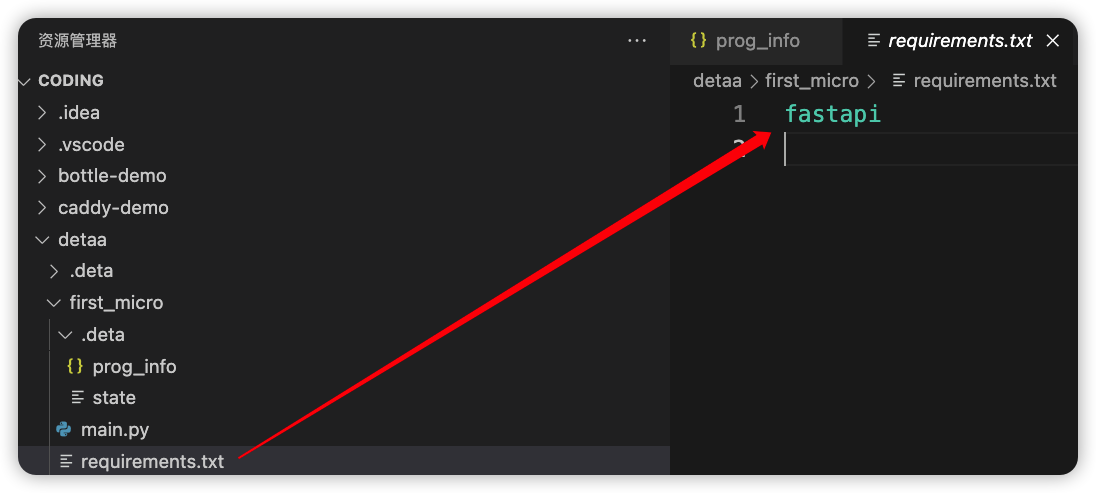 资源管理器 ...
CODING
.idea
.vscode
bottle-demo
caddy-demo
detaa
.deta
first_micro
.deta
{} prog_info
state
main.py
requirements.txt
{} prog_info requirements.txt
detaa > first_micro > requirements.txt
1 fastapi
2